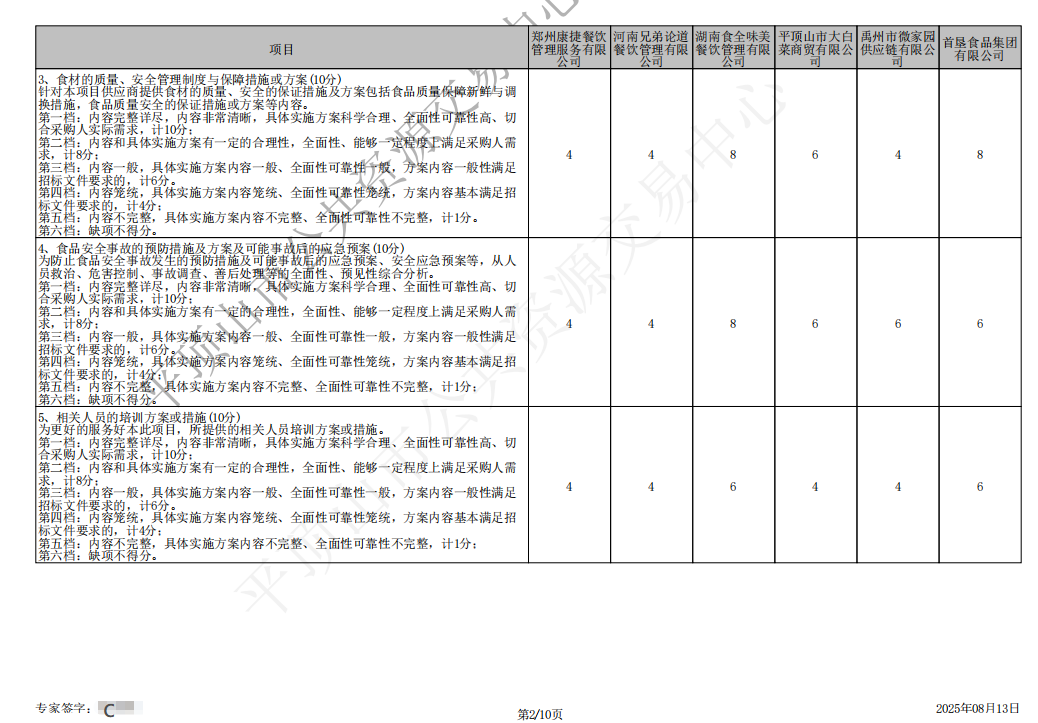 项目
郑州康捷餐饮
管理服务有限
公司
河南兄弟论道
餐饮管理有限
公司
湖南食全味美
餐饮管理有限
公司
平顶山市大白
菜商贸有限公
司
禹州市微家园
供应链有限公
司
首垦食品集团
有限公司
3、食材的质量、安全管理制度与保障措施或方案(10分)
针对本项目供应商提供食材的质量、安全的保证措施及方案包括食品质量保障新鲜与调
换措施，食品质量安全的保证措施或方案等内容。
第一档：内容完整详尽，内容非常清晰，具体实施方案科学合理、全面性可靠性高、切
合采购人实际需求，计10分；
第二档：内容和具体实施方案有一定的合理性，全面性、能够一定程度上满足采购人需
求，计8分；
第三档：内容一般，具体实施方案内容一般、全面性可靠性一般，方案内容一般性满足
招标文件要求的，计6分。
第四档：内容笼统，具体实施方案内容笼统、全面性可靠性笼统，方案内容基本满足招
标文件要求的，计4分；
第五档：内容不完整，具体实施方案内容不完整、全面性可靠性不完整，计1分。
第六档：缺项不得分。
4 4 8 6 4 8
4、食品安全事故的预防措施及方案及可能事故后的应急预案(10分)
为防止食品安全事故发生的预防措施及可能事故后的应急预案、安全应急预案等，从人
员救治、危害控制、事故调查、善后处理等的全面性、预见性综合分析。
第一档：内容完整详尽，内容非常清晰，具体实施方案科学合理、全面性可靠性高、切
合采购人实际需求，计10分；
第二档：内容和具体实施方案有一定的合理性，全面性、能够一定程度上满足采购人需
求，计8分；
第三档：内容一般，具体实施方案内容一般、全面性可靠性一般，方案内容一般性满足
招标文件要求的，计6分。
第四档：内容笼统，具体实施方案内容笼统、全面性可靠性笼统，方案内容基本满足招
标文件要求的，计4分；
第五档：内容不完整，具体实施方案内容不完整、全面性可靠性不完整，计1分；
第六档：缺项不得分。
4 4 8 6 6 6
5、相关人员的培训方案或措施(10分)
为更好的服务好本此项目，所提供的相关人员培训方案或措施。
第一档：内容完整详尽，内容非常清晰，具体实施方案科学合理、全面性可靠性高、切
合采购人实际需求，计10分；
第二档：内容和具体实施方案有一定的合理性，全面性、能够一定程度上满足采购人需
求，计8分；
第三档：内容一般，具体实施方案内容一般、全面性可靠性一般，方案内容一般性满足
招标文件要求的，计6分。
第四档：内容笼统，具体实施方案内容笼统、全面性可靠性笼统，方案内容基本满足招
标文件要求的，计4分；
第五档：内容不完整，具体实施方案内容不完整、全面性可靠性不完整，计1分；
第六档：缺项不得分。
4 4 6 4 4 6
平顶山市公共资源交易中心
平顶山市公共资源交易中心
专家签字： C
第2/10页
2025年08月13日